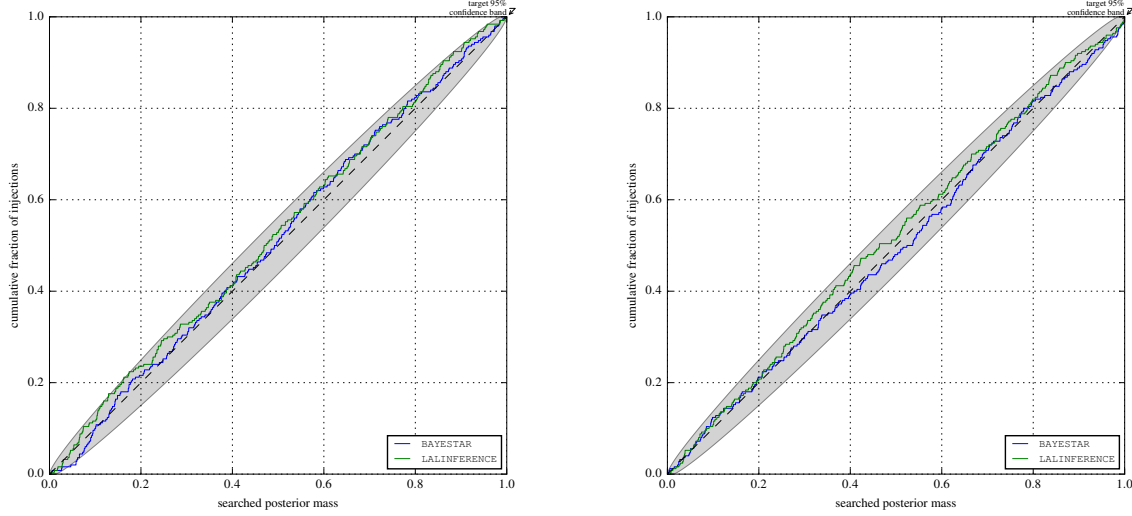 target 95%
confidence band
1.0
0.8
0.6
0.4
0.2
0.0
cumulative fraction of injections
BAYESTAR
LALINFERENCE
0.0 0.2 0.4 0.6 0.8 1.0
searched posterior mass
target 95%
confidence band
1.0
0.8
0.6
0.4
0.2
0.0
cumulative fraction of injections
BAYESTAR
LALINFERENCE
0.0 0.2 0.4 0.6 0.8 1.0
searched posterior mass